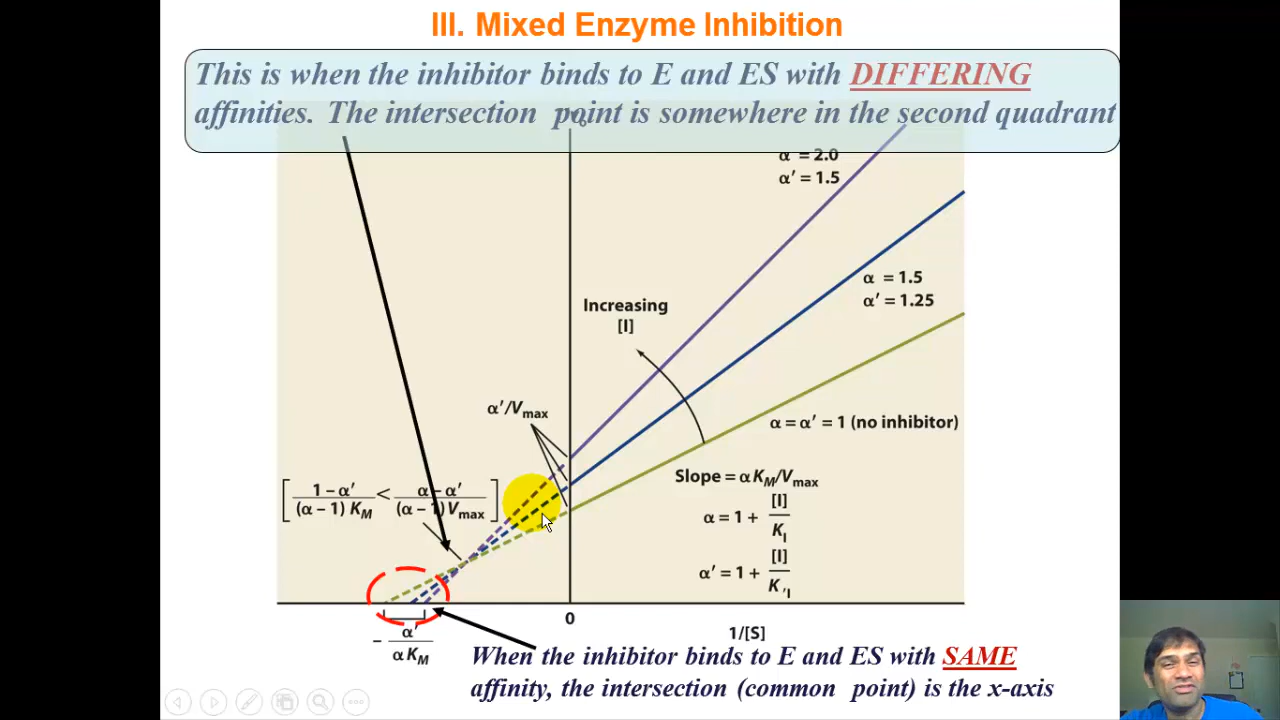 III. Mixed Enzyme Inhibition
This is when the inhibitor binds to E and ES with DIFFERING
affinities. The intersection point is somewhere in the second quadrant
α = 2.0
α′ = 1.5
α = 1.5
α′ = 1.25
Increasing
[I]
α′/Vmax
α = α′ = 1 (no inhibitor)
[ 1 – α′ / (α – 1) KM < α – α′ / (α – 1) Vmax ]
Slope = αKM/Vmax
α = 1 + [I] / KI
α′ = 1 + [I] / K′I
0
1/[S]
– α′ / αKM
When the inhibitor binds to E and ES with SAME
affinity, the intersection (common point) is the x-axis